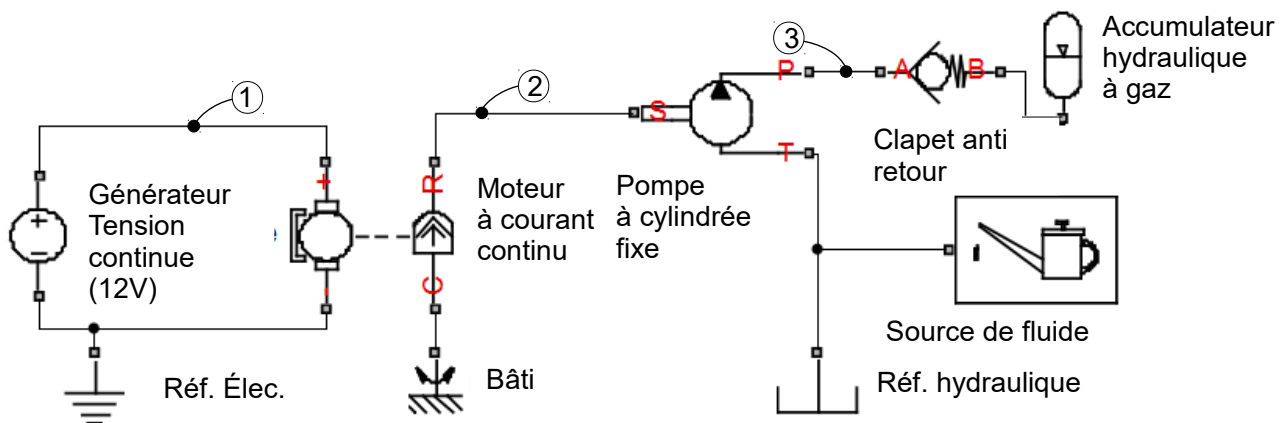 3
Accumulateur
hydraulique
à gaz
P
A
B
1
2
S
Clapet anti
retour
T
+
R
Générateur
Tension
continue
(12V)
+
−
Moteur
à courant
continu
Pompe
à cylindrée
fixe
-
C
Source de fluide
Réf. Élec.
Bâti
Réf. hydraulique